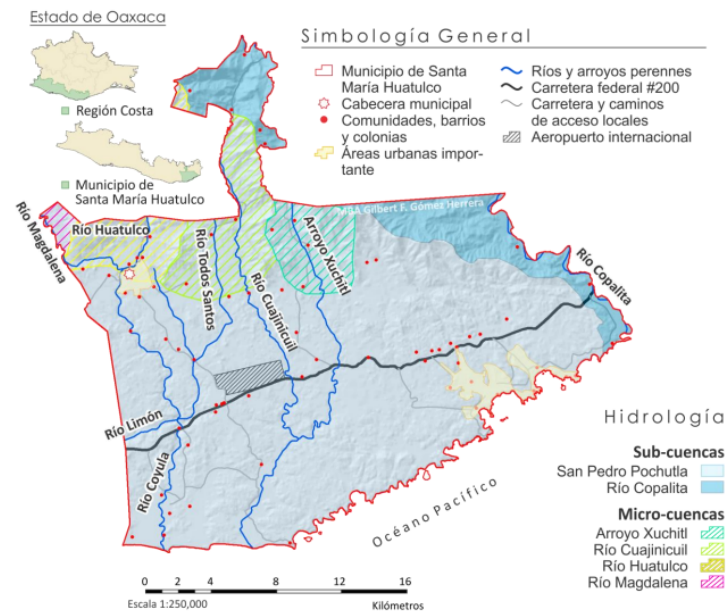 Estado de Oaxaca
Región Costa
Municipio de
Santa María Huatulco
Simbología General
Municipio de Santa
María Huatulco
Cabecera municipal
Comunidades, barrios
y colonias
Áreas urbanas impor-
tante
Ríos y arroyos perennes
Carretera federal #200
Carretera y caminos
de acceso locales
Aeropuerto internacional
MBA Gilbert F. Gómez Herrera
Río Magdalena
Río Huatulco
Río Todos Santos
Río Cuajinicuil
Arroyo Xuchitl
Río Copalita
Río Limón
Río Coyula
Océano Pacífico
Hidrología
Sub-cuencas
San Pedro Pochutla
Río Copalita
Micro-cuencas
Arroyo Xuchitl
Río Cuajinicuil
Río Huatulco
Río Magdalena
0 2 4 8 12 16
Escala 1:250,000 Kilómetros